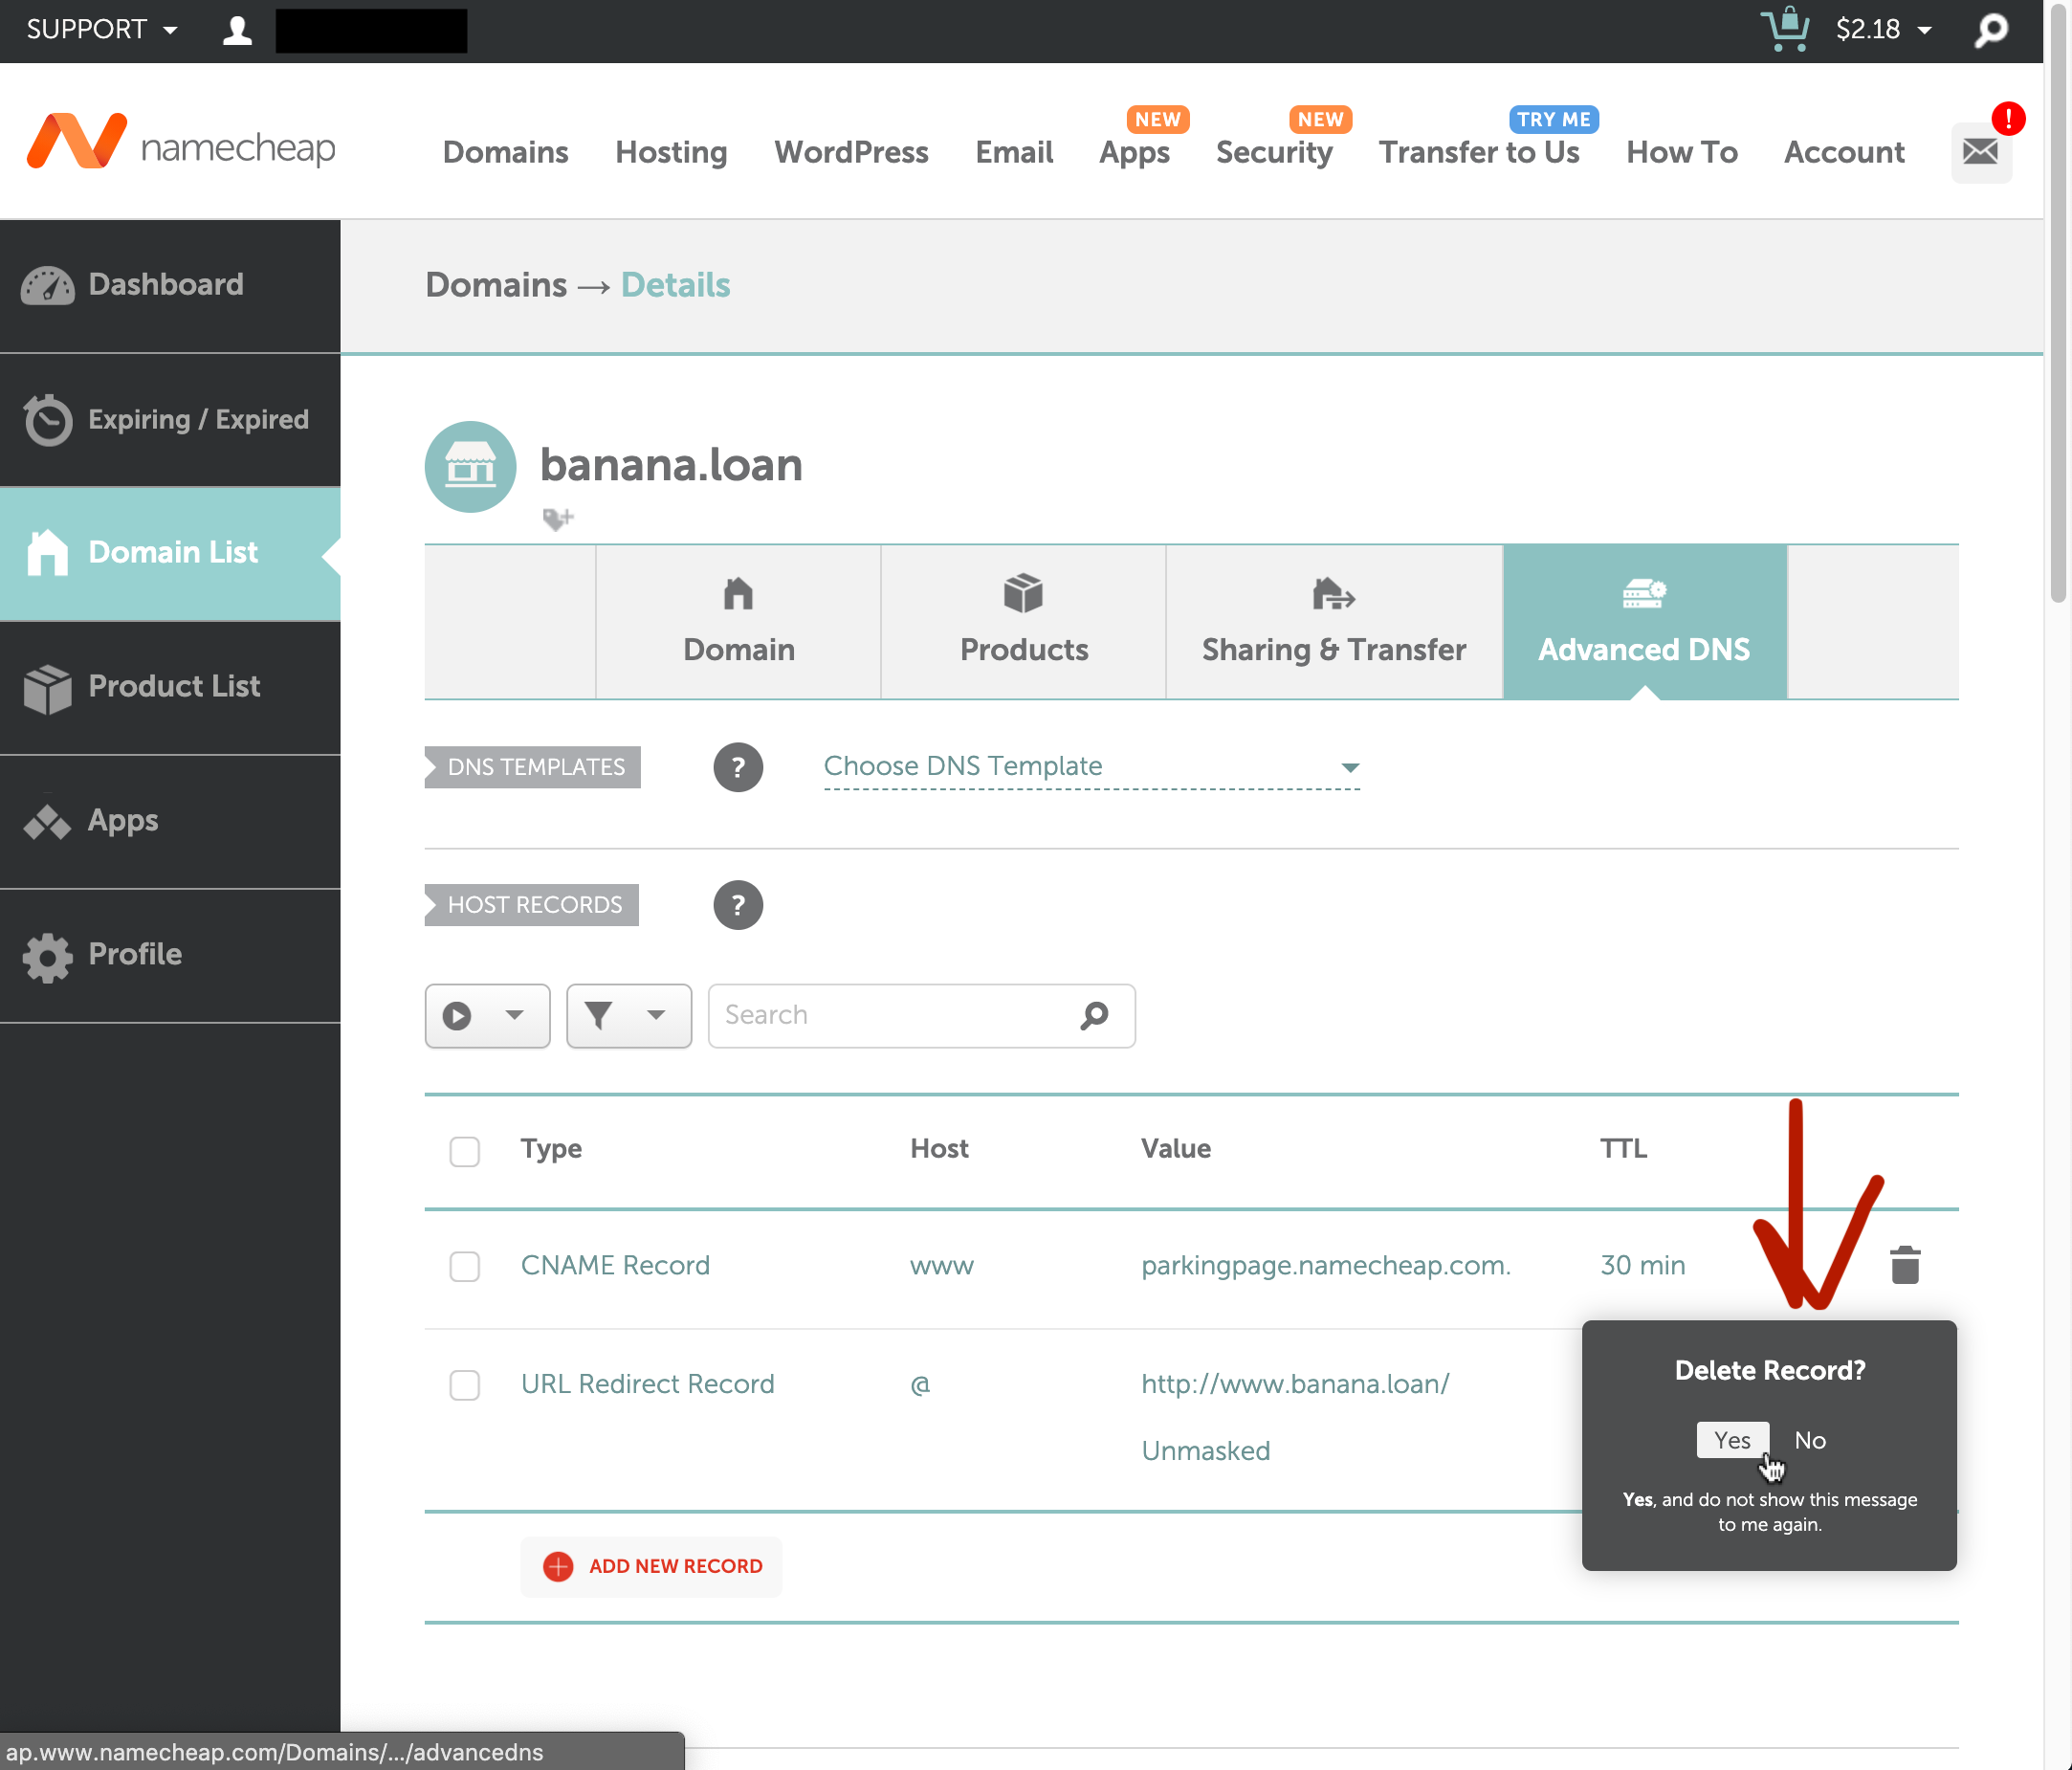 SUPPORT
$2.18
namecheap
Domains
Hosting
WordPress
Email
NEW
Apps
NEW
Security
TRY ME
Transfer to Us
How To
Account
!
Dashboard
Expiring / Expired
Domain List
Product List
Apps
Profile
Domains → Details
banana.loan
Domain
Products
Sharing & Transfer
Advanced DNS
DNS TEMPLATES
?
Choose DNS Template
HOST RECORDS
?
Search
Type Host Value TTL
CNAME Record www parkingpage.namecheap.com. 30 min
URL Redirect Record @ http://www.banana.loan/
Unmasked
Delete Record?
Yes No
Yes, and do not show this message
to me again.
ADD NEW RECORD
ap.www.namecheap.com/Domains/.../advancedns